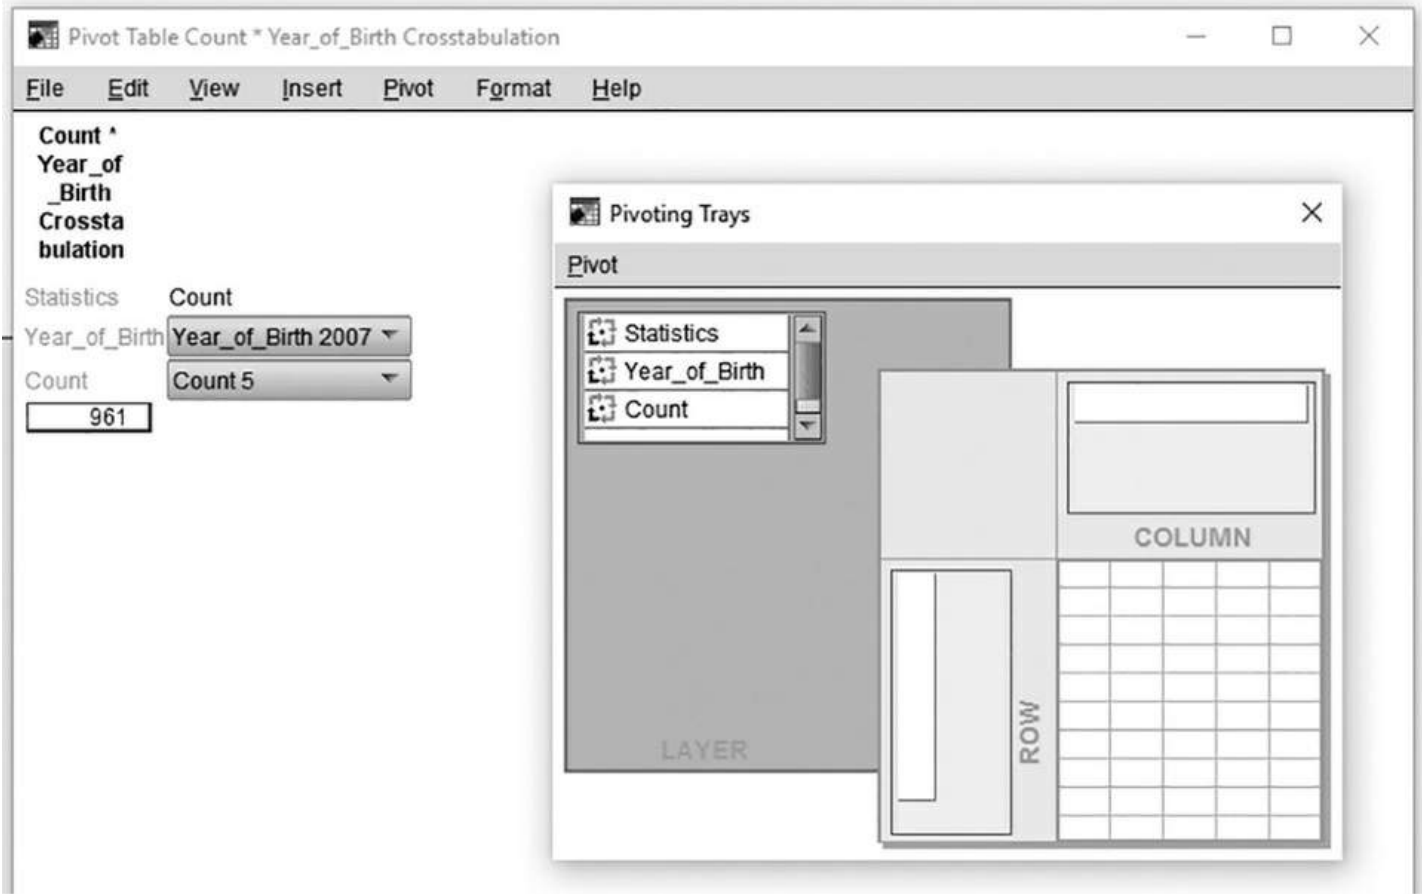 Pivot Table Count * Year_of_Birth Crosstabulation
File Edit View Insert Pivot Format Help
Count *
Year_of
_Birth
Crossta
bulation
Statistics Count
Year_of_Birth Year_of_Birth 2007
Count Count 5
961
Pivoting Trays
Pivot
Statistics
Year_of_Birth
Count
LAYER
COLUMN
ROW